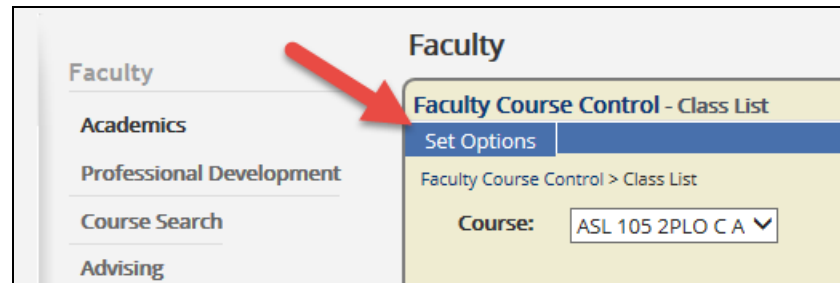 Faculty
Academics
Professional Development
Course Search
Advising
Faculty
Faculty Course Control - Class List
Set Options
Faculty Course Control > Class List
Course: ASL 105 2PLO C A